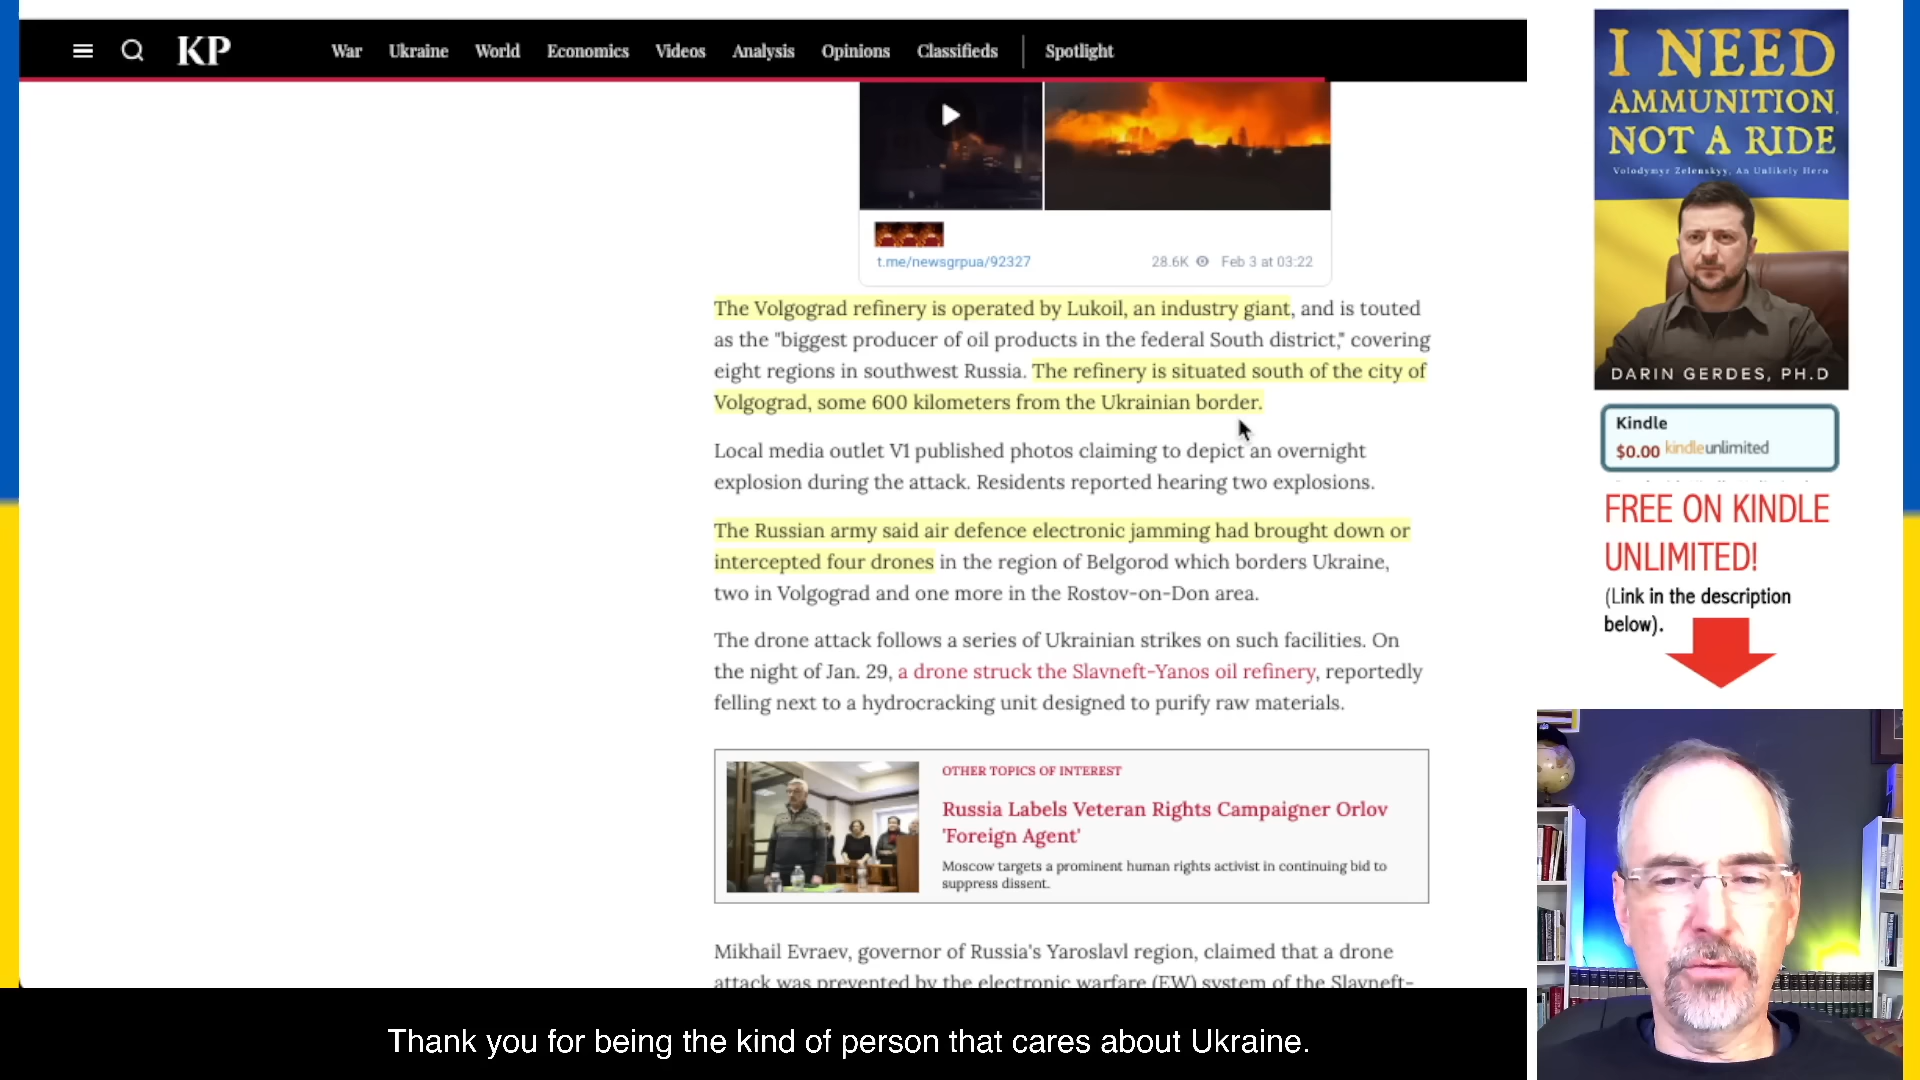 KP
War Ukraine World Economics Videos Analysis Opinions Classifieds Spotlight
t.me/newsgrpua/92327 28.6K Feb 3 at 03:22
The Volgograd refinery is operated by Lukoil, an industry giant, and is touted
as the "biggest producer of oil products in the federal South district," covering
eight regions in southwest Russia. The refinery is situated south of the city of
Volgograd, some 600 kilometers from the Ukrainian border.
Local media outlet V1 published photos claiming to depict an overnight
explosion during the attack. Residents reported hearing two explosions.
The Russian army said air defence electronic jamming had brought down or
intercepted four drones in the region of Belgorod which borders Ukraine,
two in Volgograd and one more in the Rostov-on-Don area.
The drone attack follows a series of Ukrainian strikes on such facilities. On
the night of Jan. 29, a drone struck the Slavneft-Yanos oil refinery, reportedly
felling next to a hydrocracking unit designed to purify raw materials.
OTHER TOPICS OF INTEREST
Russia Labels Veteran Rights Campaigner Orlov
'Foreign Agent'
Moscow targets a prominent human rights activist in continuing bid to
suppress dissent.
Mikhail Evraev, governor of Russia's Yaroslavl region, claimed that a drone
attack was prevented by the electronic warfare (EW) system of the Slavneft-
Thank you for being the kind of person that cares about Ukraine.
I NEED
AMMUNITION,
NOT A RIDE
Volodymyr Zelenskyy, An Unlikely Hero
DARIN GERDES, PH.D
Kindle
$0.00 kindleunlimited
FREE ON KINDLE
UNLIMITED!
(Link in the description
below).